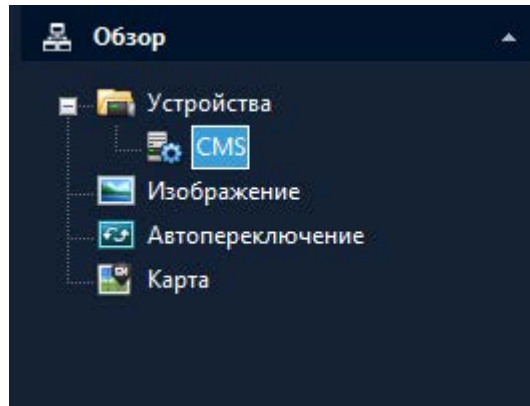 Обзор
Устройства
CMS
Изображение
Автопереключение
Карта